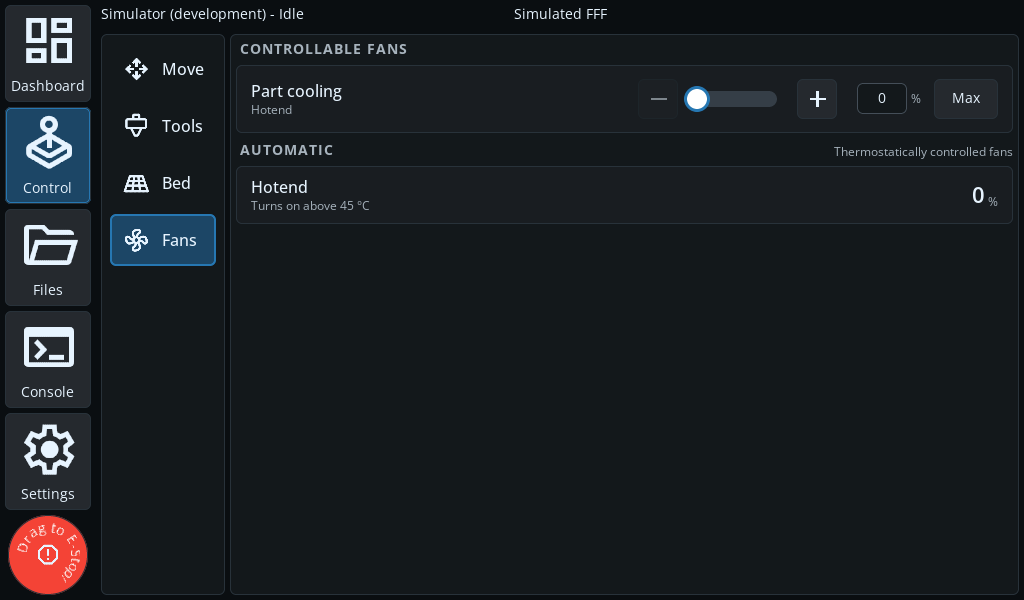 Simulator (development) - Idle
Simulated FFF
Dashboard
Control
Files
Console
Settings
Drag to E-Stop!
Move
Tools
Bed
Fans
CONTROLLABLE FANS
Part cooling
Hotend
0 %
Max
AUTOMATIC
Thermostatically controlled fans
Hotend
Turns on above 45 °C
0 %